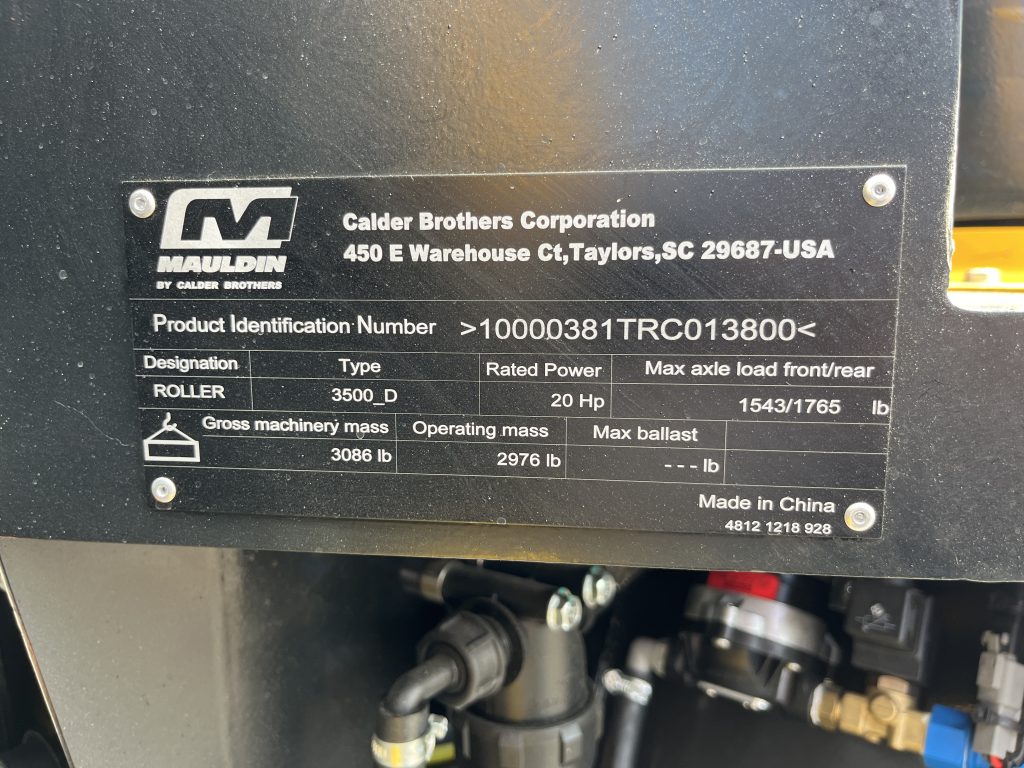 M
MAULDIN
BY CALDER BROTHERS
Calder Brothers Corporation
450 E Warehouse Ct,Taylors,SC 29687-USA
Product Identification Number >10000381TRC013800<
Designation Type Rated Power Max axle load front/rear
ROLLER 3500_D 20 Hp 1543/1765 lb
Gross machinery mass Operating mass Max ballast
3086 lb 2976 lb - - - lb
Made in China
4812 1218 928